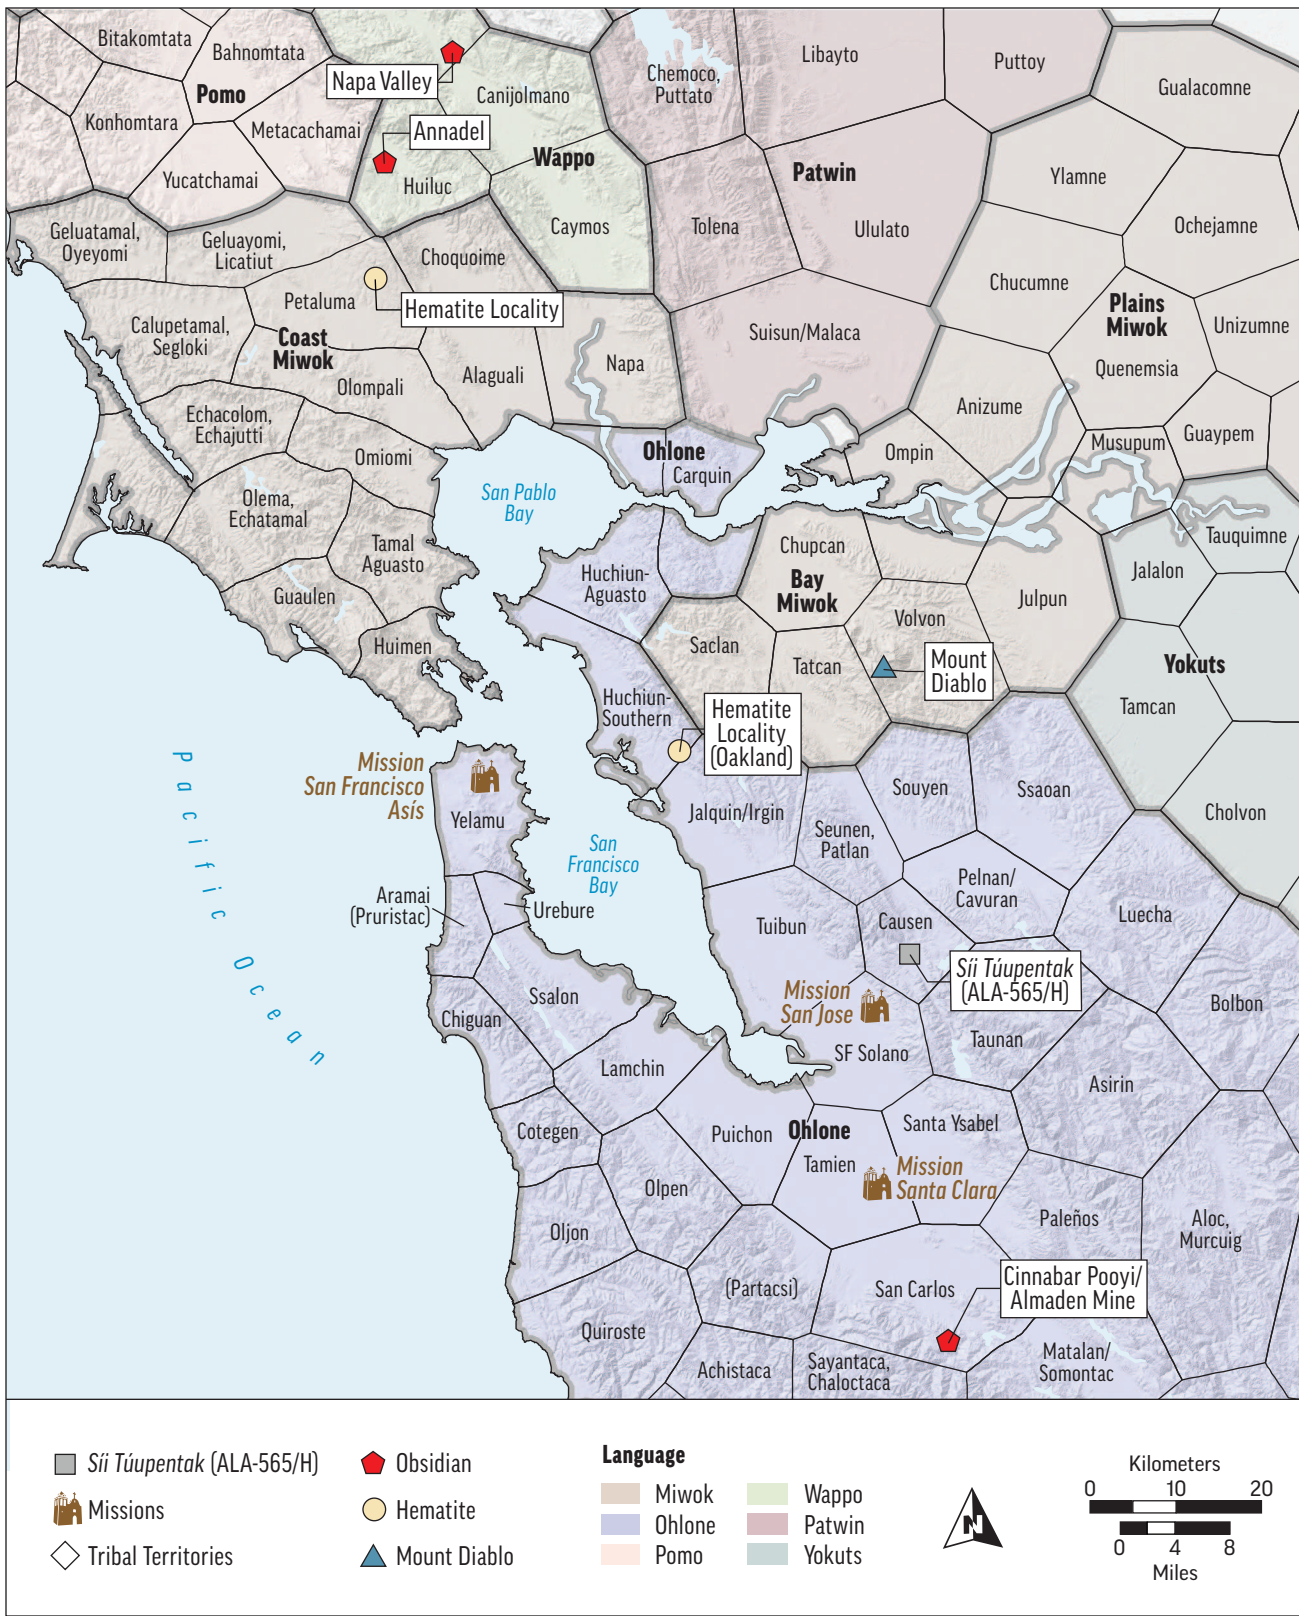 Bitakomtata
Bahnomtata
Pomo
Konhomtara
Metacachamai
Yucatchamai
Napa Valley
Canijolmano
Annadel
Wappo
Huiluc
Caymos
Chemoco,
Puttato
Libayto
Puttoy
Patwin
Tolena
Ululato
Suisun/Malaca
Gualacomne
Ylamne
Ochejamne
Chucumne
Plains
Miwok
Unizumne
Quenemsia
Anizume
Guaypem
Musupum
Ompin
Geluatamal,
Oyeyomi
Geluayomi,
Licatiut
Choquoime
Petaluma
Hematite Locality
Calupetamal,
Segloki
Coast
Miwok
Olompali
Alaguali
Napa
Echacolom,
Echajutti
Omiomi
Olema,
Echatamal
Tamal
Aguasto
Guaulen
Huimen
San Pablo
Bay
Ohlone
Carquin
Huchiun-
Aguasto
Chupcan
Bay
Miwok
Volvon
Julpun
Saclan
Tatcan
Mount
Diablo
Tauquimne
Jalalon
Yokuts
Tamcan
Cholvon
Huchiun-
Southern
Hematite
Locality
(Oakland)
Pacific Ocean
Mission
San Francisco
Asís
Yelamu
San
Francisco
Bay
Jalquin/Irgin
Seunen,
Patlan
Souyen
Ssaoan
Pelnan/
Cavuran
Luecha
Aramai
(Pruristac)
Urebure
Tuibun
Causen
Síi Túupentak
(ALA-565/H)
Bolbon
Ssalon
Chiguan
Mission
San Jose
SF Solano
Taunan
Lamchin
Asirin
Cotegen
Puichon
Ohlone
Santa Ysabel
Tamien
Mission
Santa Clara
Olpen
Oljon
Paleños
Aloc,
Murcuig
(Partacsi)
San Carlos
Cinnabar Pooyi/
Almaden Mine
Quiroste
Achistaca
Sayantaca,
Chaloctaca
Matalan/
Somontac
Síi Túupentak (ALA-565/H)
Missions
Tribal Territories
Obsidian
Hematite
Mount Diablo
Language
Miwok
Ohlone
Pomo
Wappo
Patwin
Yokuts
N
Kilometers
0 10 20
0 4 8
Miles